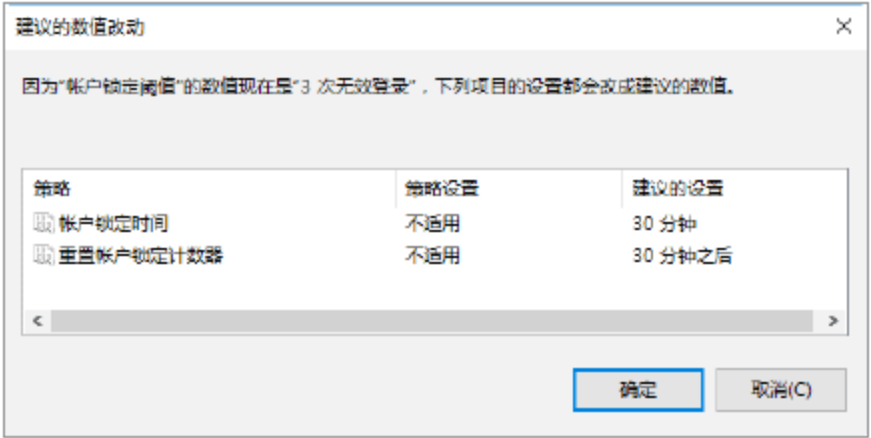 建议的数值改动
因为“帐户锁定阈值”的数值现在是“3 次无效登录”，下列项目的设置都会改成建议的数值。
策略 策略设置 建议的设置
帐户锁定时间 不适用 30 分钟
重置帐户锁定计数器 不适用 30 分钟之后
确定 取消(C)